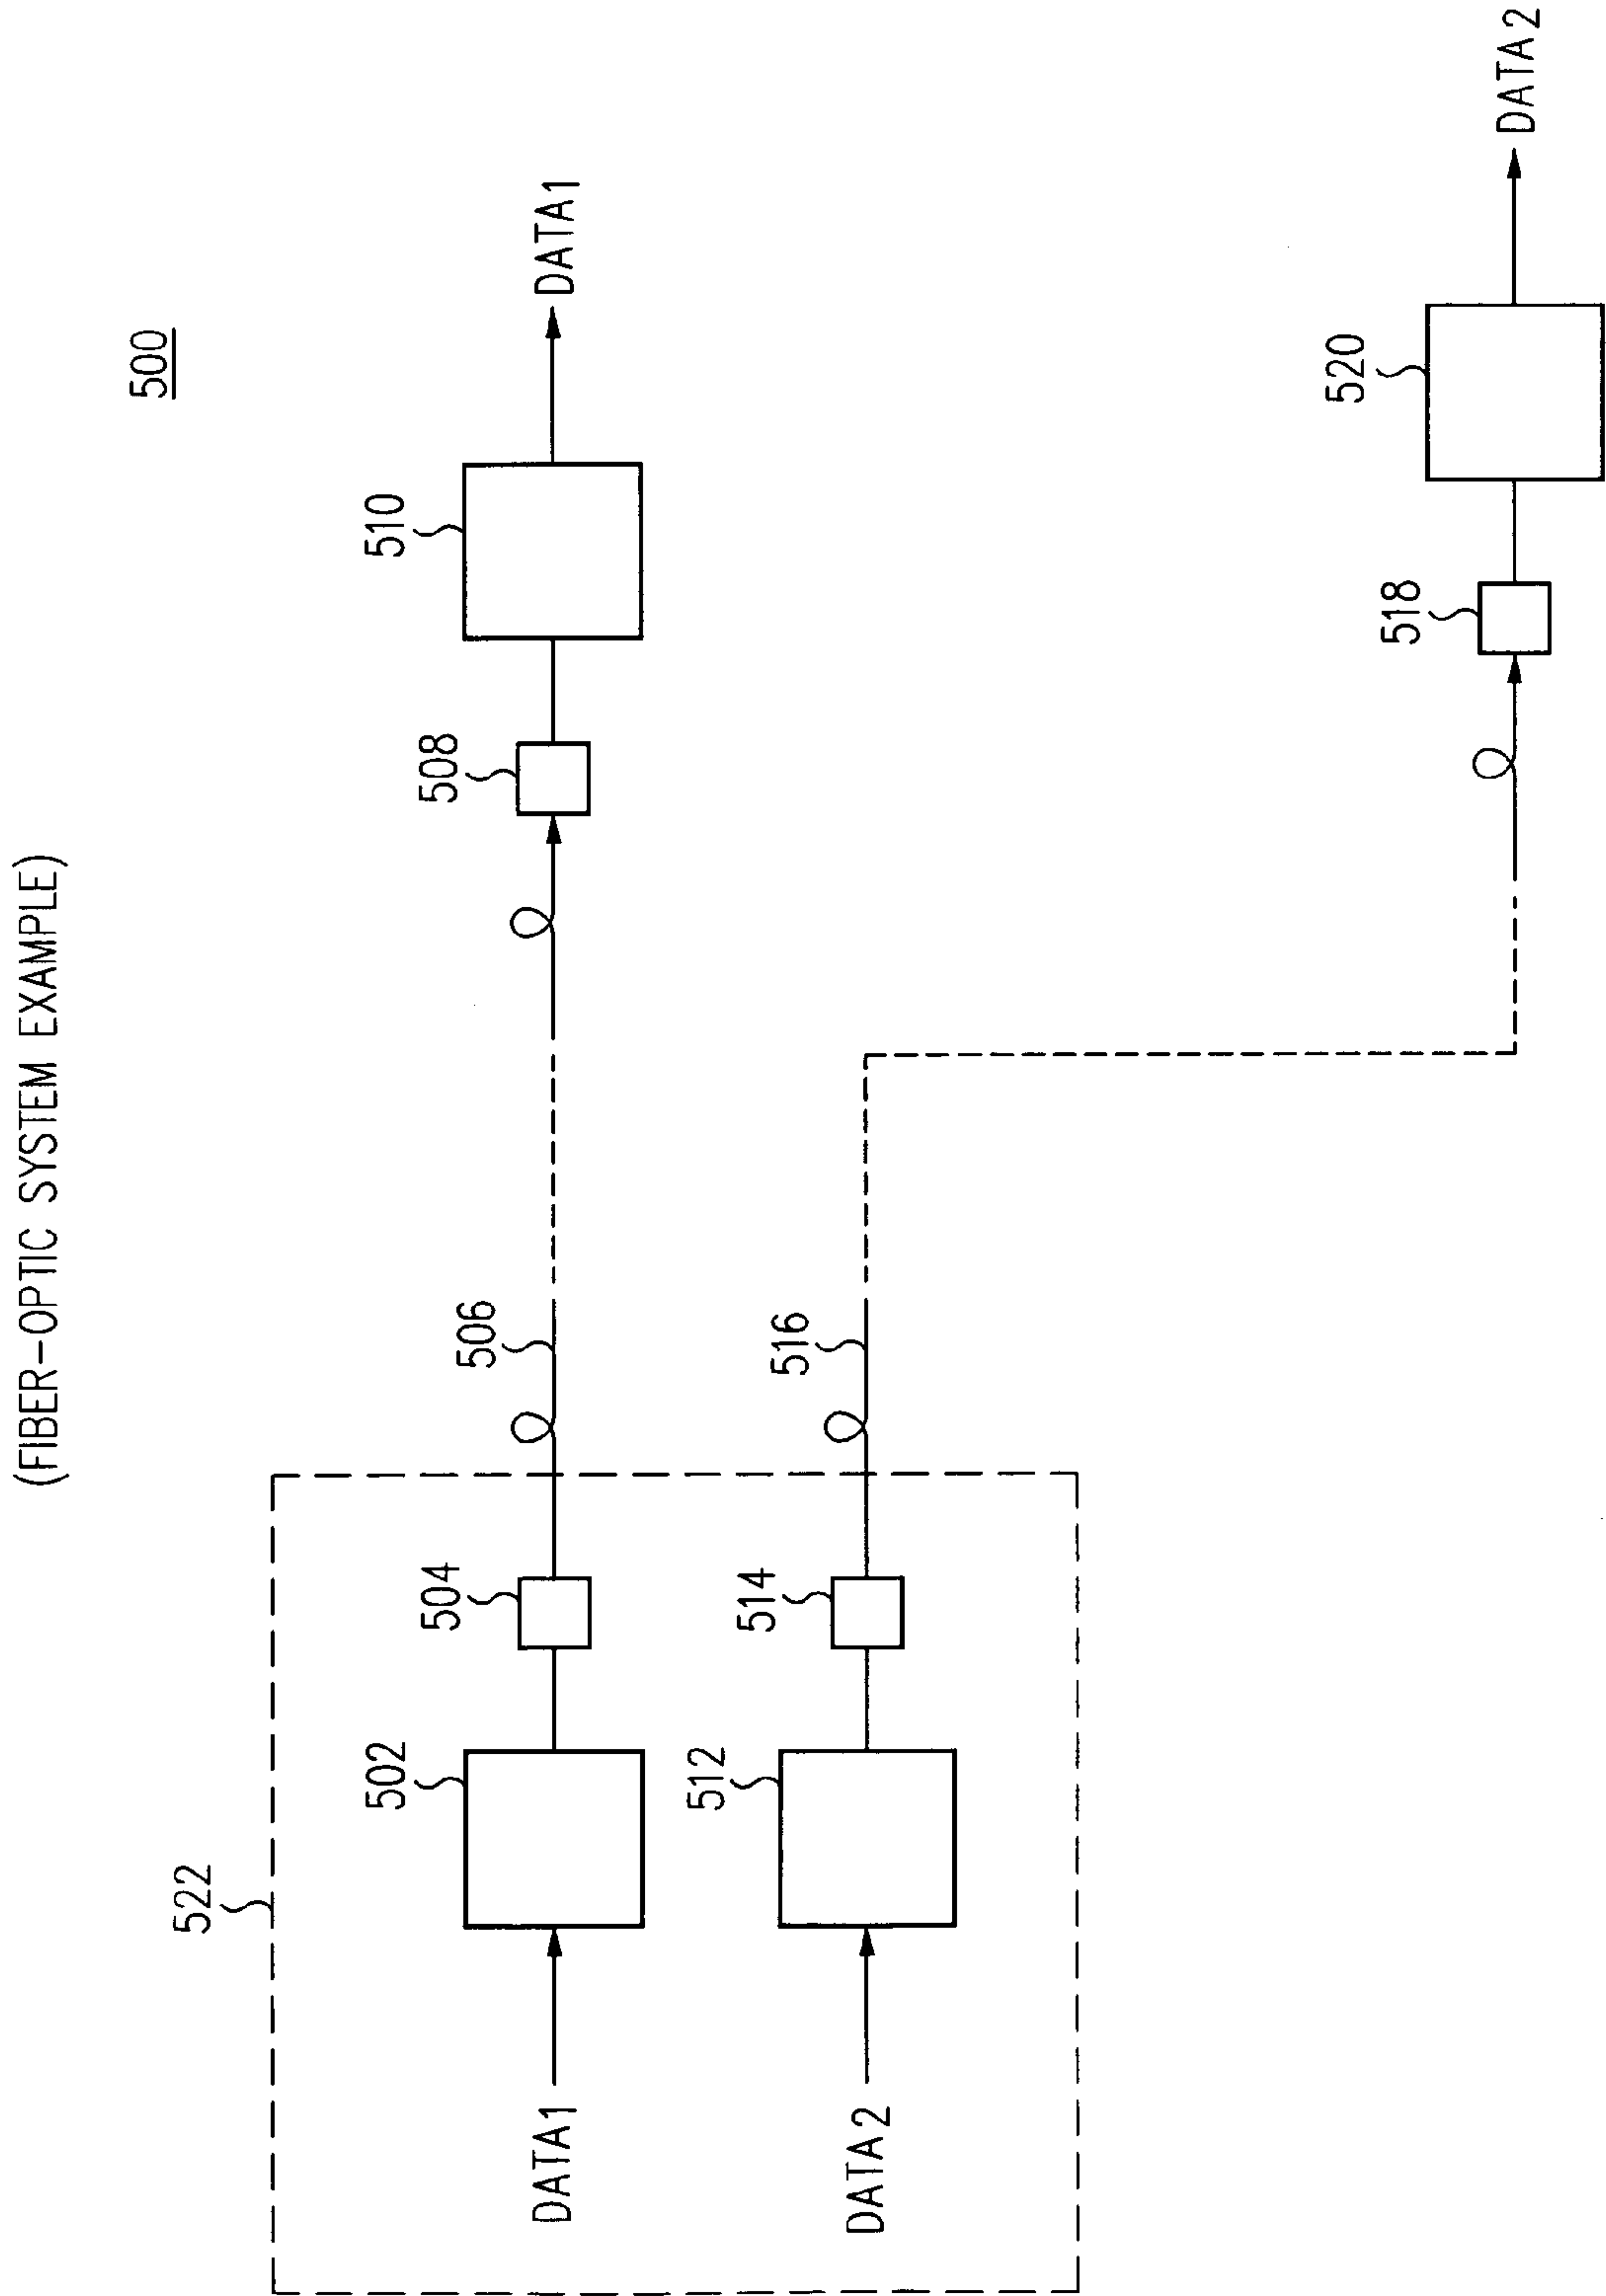 (FIBER-OPTIC SYSTEM EXAMPLE)
500
522
502
504
506
508
510
DATA1
DATA1
512
514
516
518
520
DATA2
DATA2